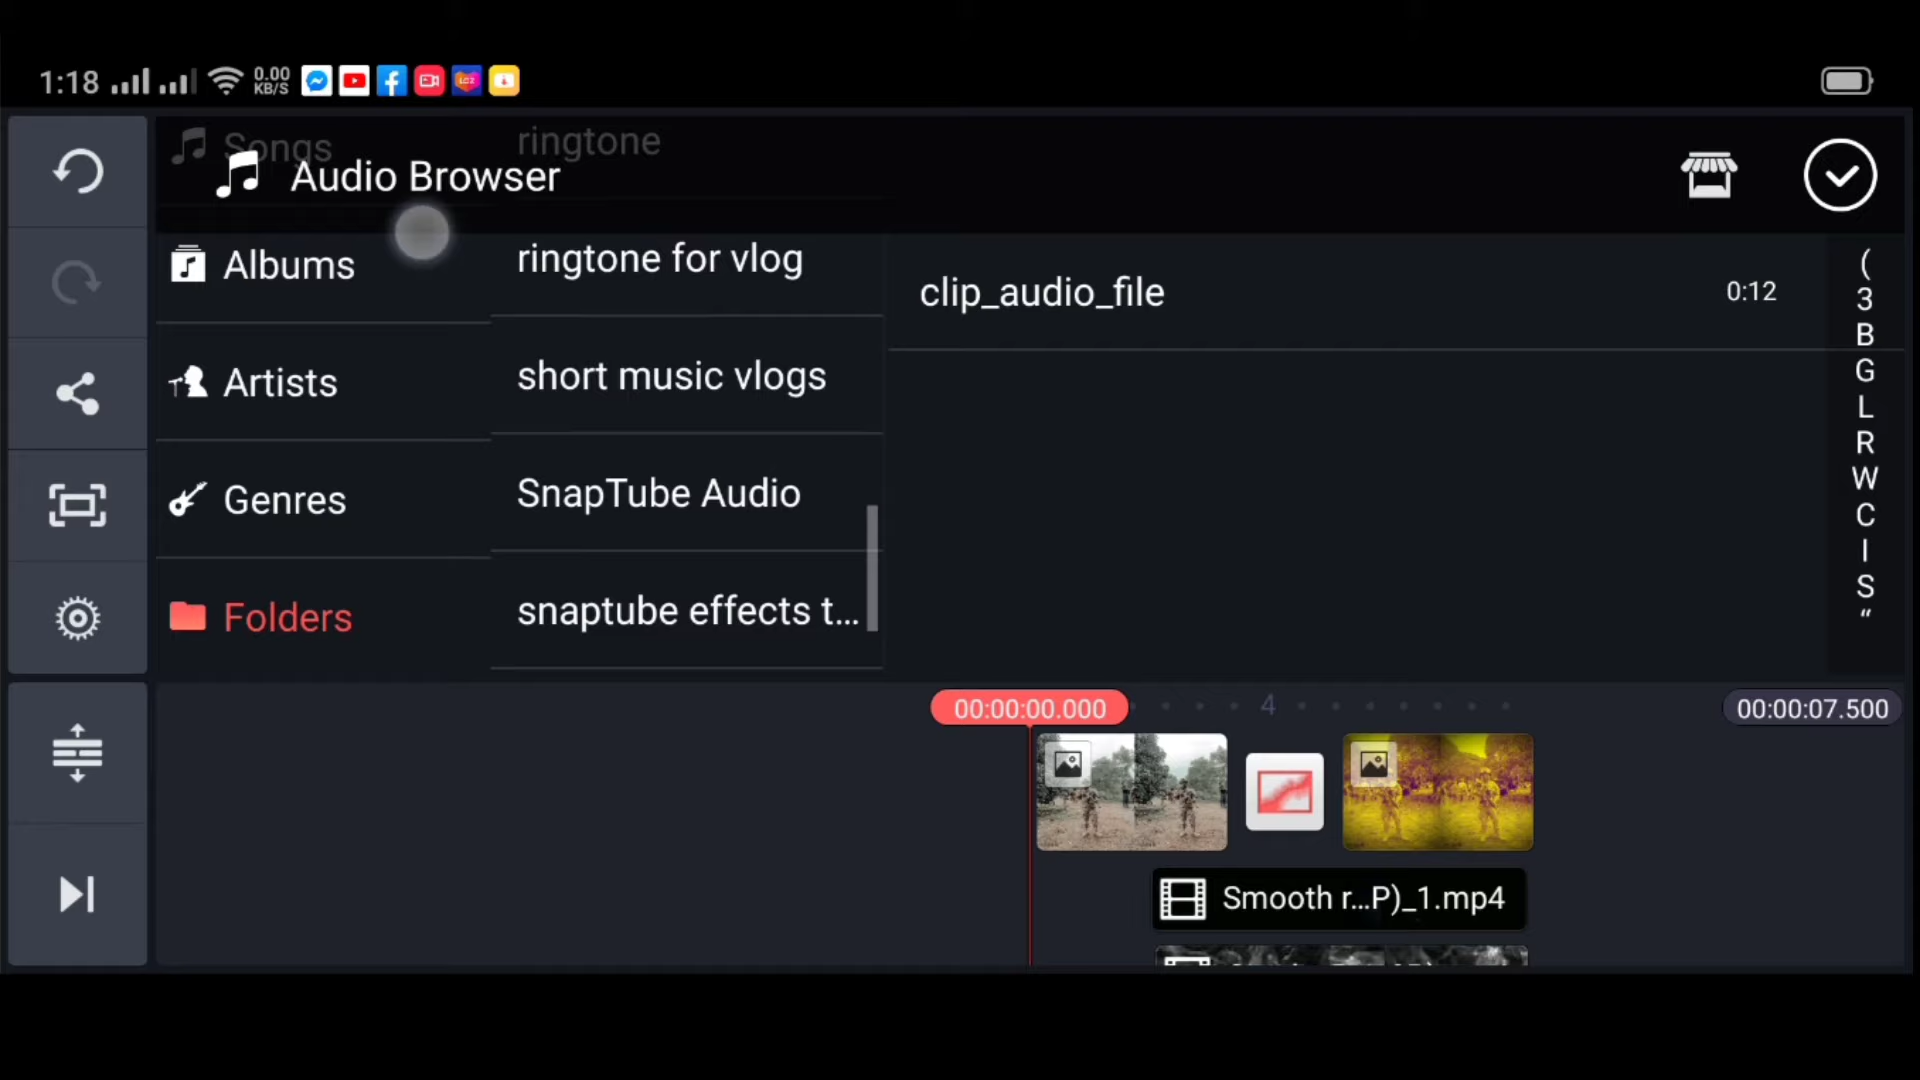 1:18
0.00
KB/S
Songs
ringtone
Audio Browser
Albums
ringtone for vlog
clip_audio_file
0:12
Artists
short music vlogs
Genres
SnapTube Audio
Folders
snaptube effects t...
(
3
B
G
L
R
W
C
I
S
“
00:00:00.000
4
00:00:07.500
Smooth r...P)_1.mp4